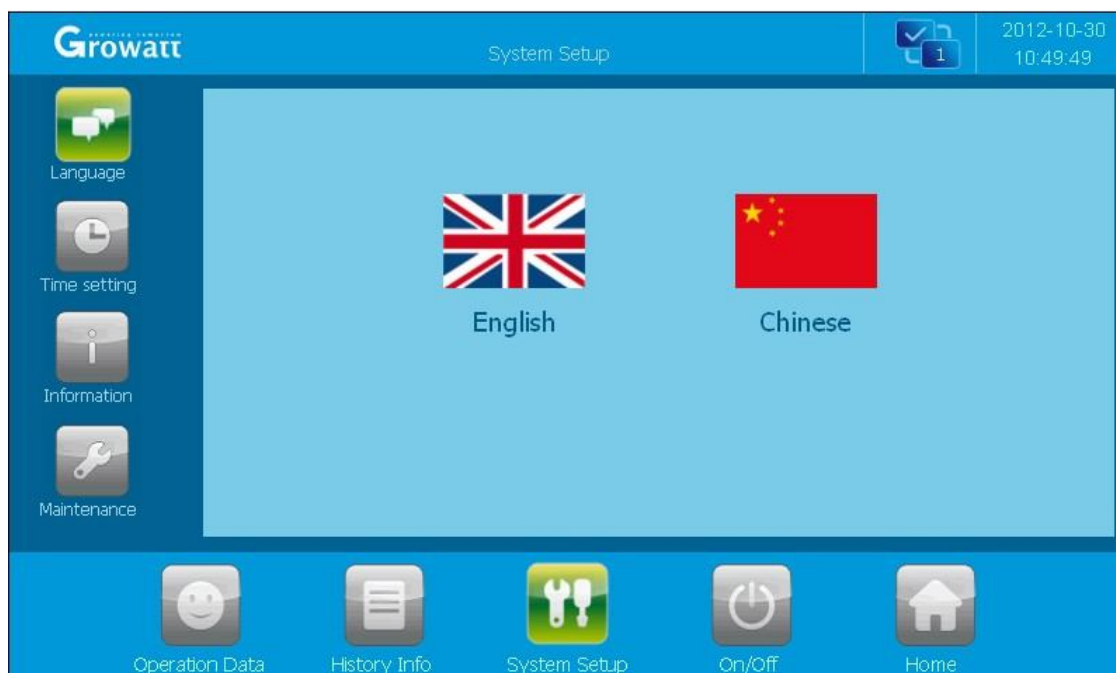 Growatt
System Setup
1
2012-10-30
10:49:49
Language
Time setting
Information
Maintenance
English
Chinese
Operation Data
History Info
System Setup
On/Off
Home